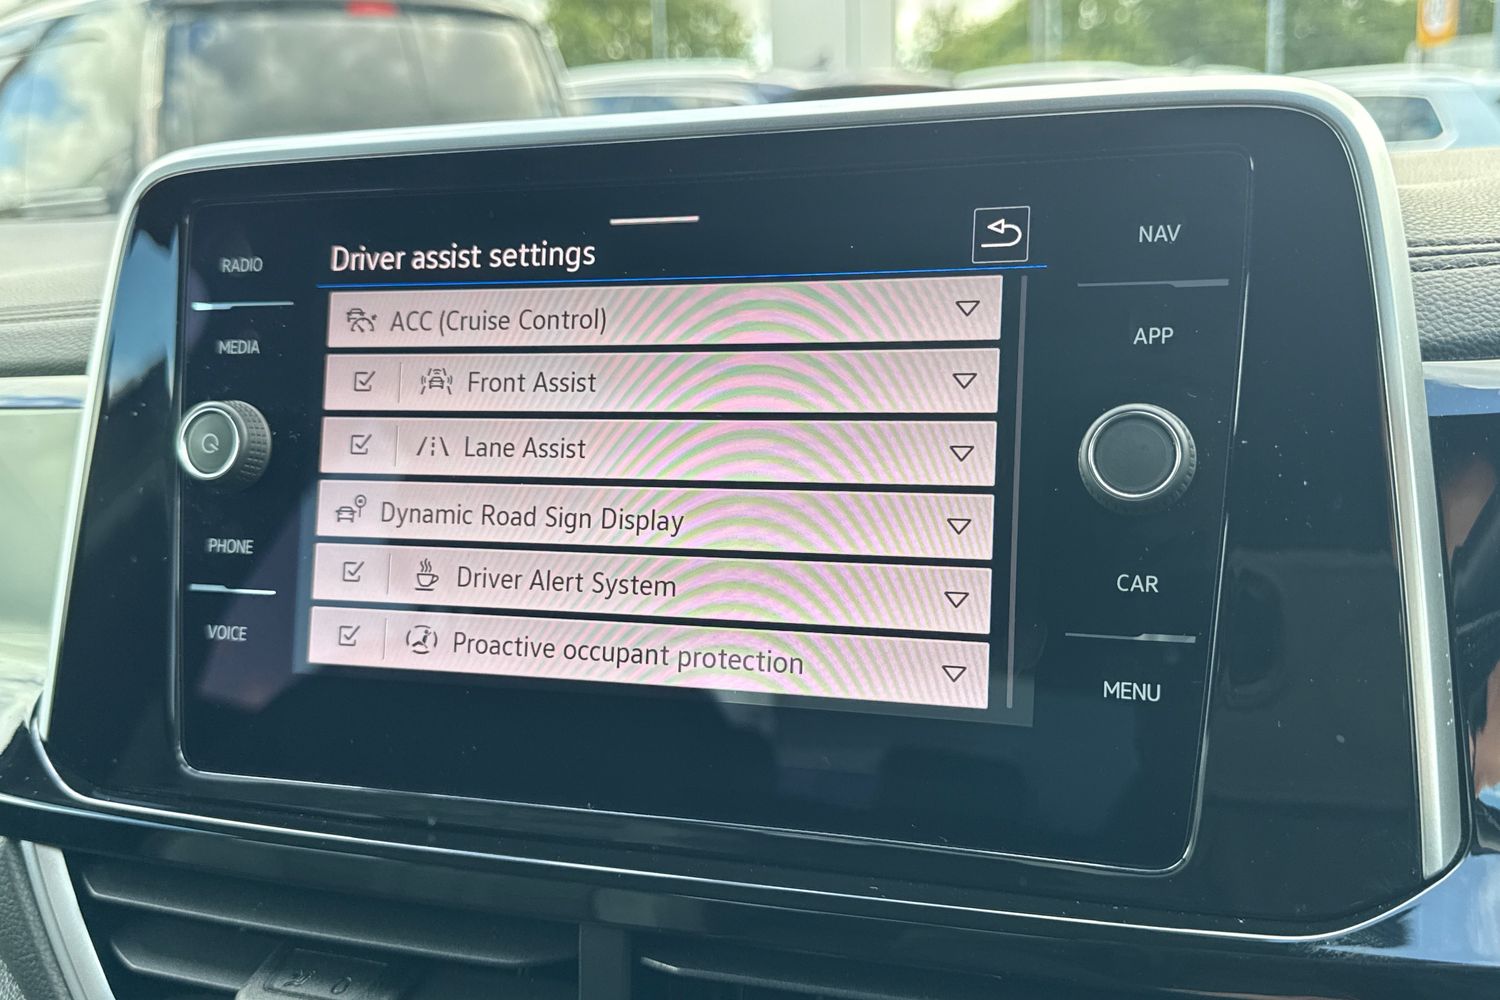 Driver assist settings
ACC (Cruise Control)
Front Assist
Lane Assist
Dynamic Road Sign Display
Driver Alert System
Proactive occupant protection
RADIO
MEDIA
PHONE
VOICE
NAV
APP
CAR
MENU